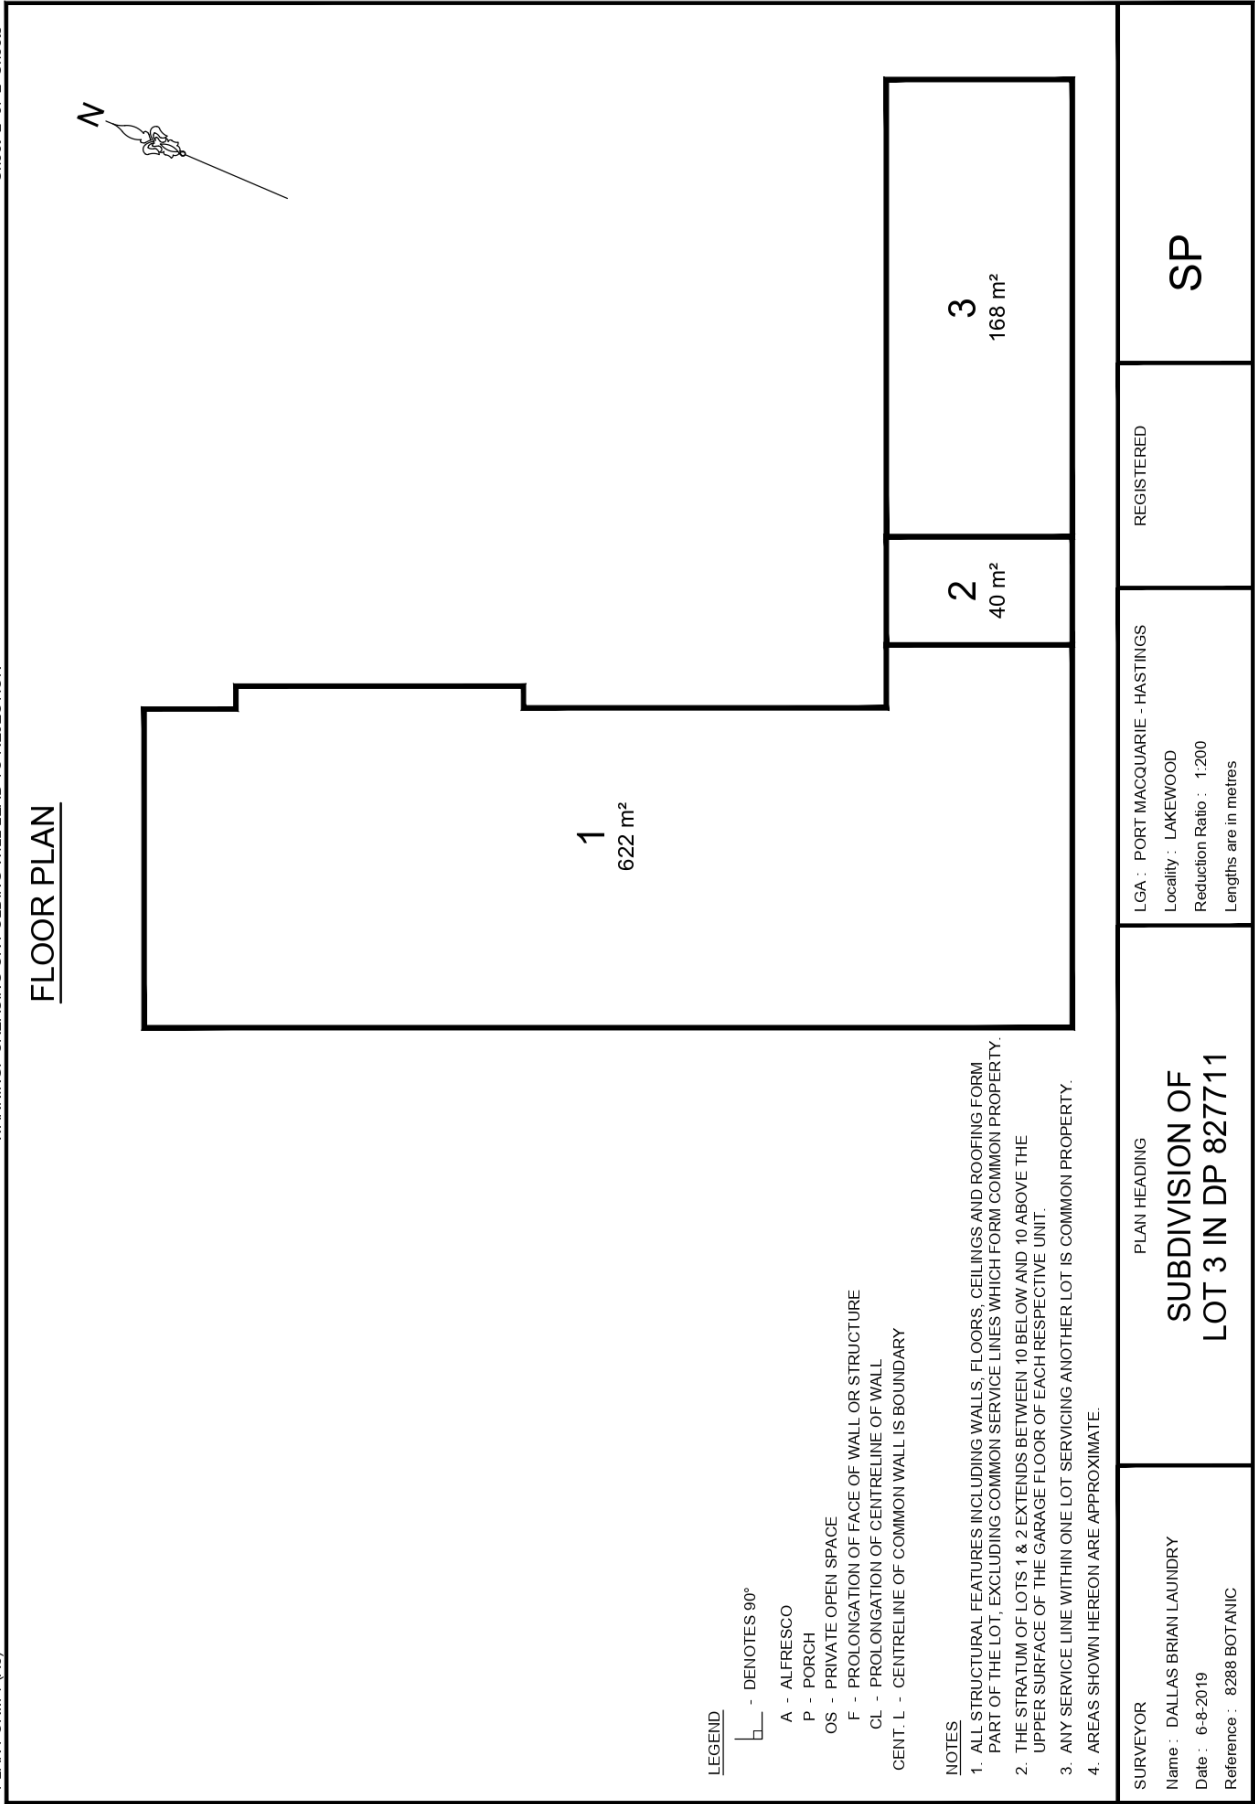 FLOOR PLAN
N
1
622 m²
2
40 m²
3
168 m²
LEGEND
- DENOTES 90°
A - ALFRESCO
P - PORCH
OS - PRIVATE OPEN SPACE
F - PROLONGATION OF FACE OF WALL OR STRUCTURE
CL - PROLONGATION OF CENTRELINE OF WALL
CENT. L - CENTRELINE OF COMMON WALL IS BOUNDARY
NOTES
1. ALL STRUCTURAL FEATURES INCLUDING WALLS, FLOORS, CEILINGS AND ROOFING FORM
PART OF THE LOT, EXCLUDING COMMON SERVICE LINES WHICH FORM COMMON PROPERTY.
2. THE STRATUM OF LOTS 1 & 2 EXTENDS BETWEEN 10 BELOW AND 10 ABOVE THE
UPPER SURFACE OF THE GARAGE FLOOR OF EACH RESPECTIVE UNIT.
3. ANY SERVICE LINE WITHIN ONE LOT SERVICING ANOTHER LOT IS COMMON PROPERTY.
4. AREAS SHOWN HEREON ARE APPROXIMATE.
SURVEYOR
Name : DALLAS BRIAN LAUNDRY
Date : 6-8-2019
Reference : 8288 BOTANIC
PLAN HEADING
SUBDIVISION OF
LOT 3 IN DP 827711
LGA : PORT MACQUARIE - HASTINGS
Locality : LAKEWOOD
Reduction Ratio : 1:200
Lengths are in metres
REGISTERED
SP